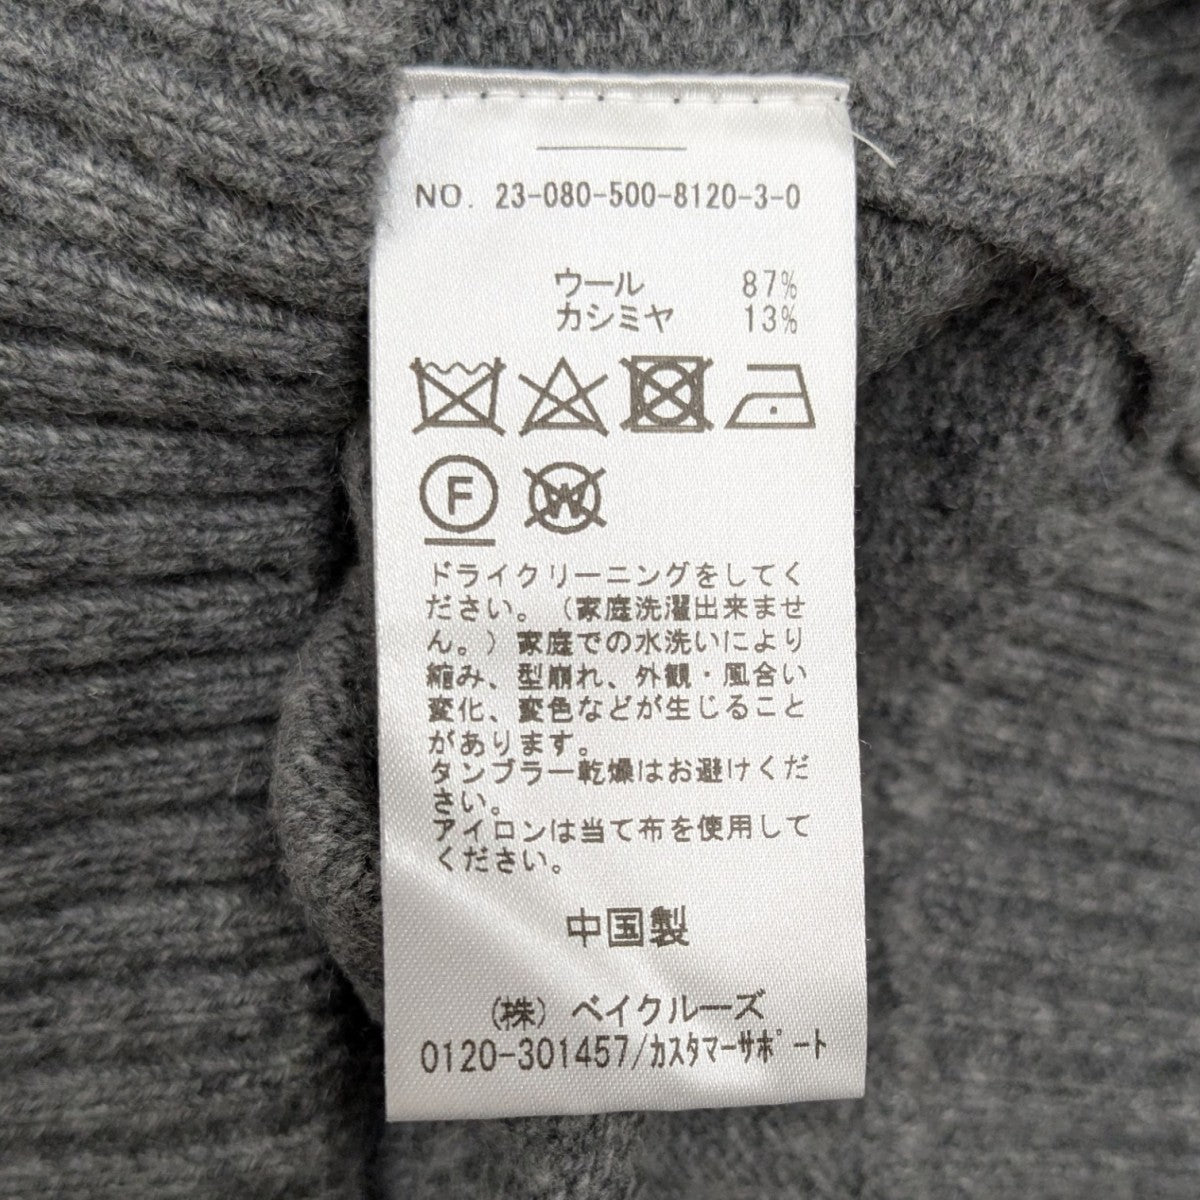 NO. 23-080-500-8120-3-0
ウール 87%
カシミヤ 13%
F W
ドライクリーニングをしてく
ださい。（家庭洗濯出来ませ
ん。）家庭での水洗いにより
縮み、型崩れ、外観・風合い
変化、変色などが生じること
があります。
タンブラー乾燥はお避けくだ
さい。
アイロンは当て布を使用して
ください。
中国製
(株) ベイクルーズ
0120-301457/ｶｽﾀﾏｰｻﾎﾟｰﾄ